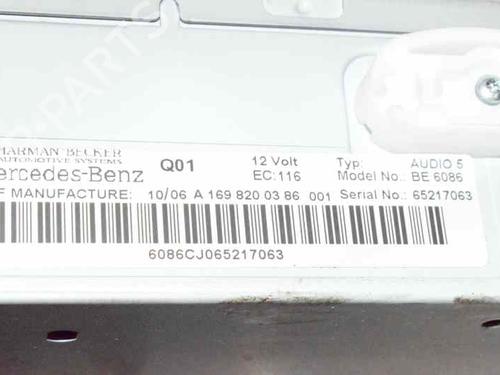 HARMAN/BECKER
AUTOMOTIVE SYSTEMS
ercedes-Benz Q01 12 Volt Typ: AUDIO 5
EC:116 Model No.: BE 6086
F MANUFACTURE: 10/06 A 169 820 03 86 001 Serial No.: 65217063
6086CJ065217063